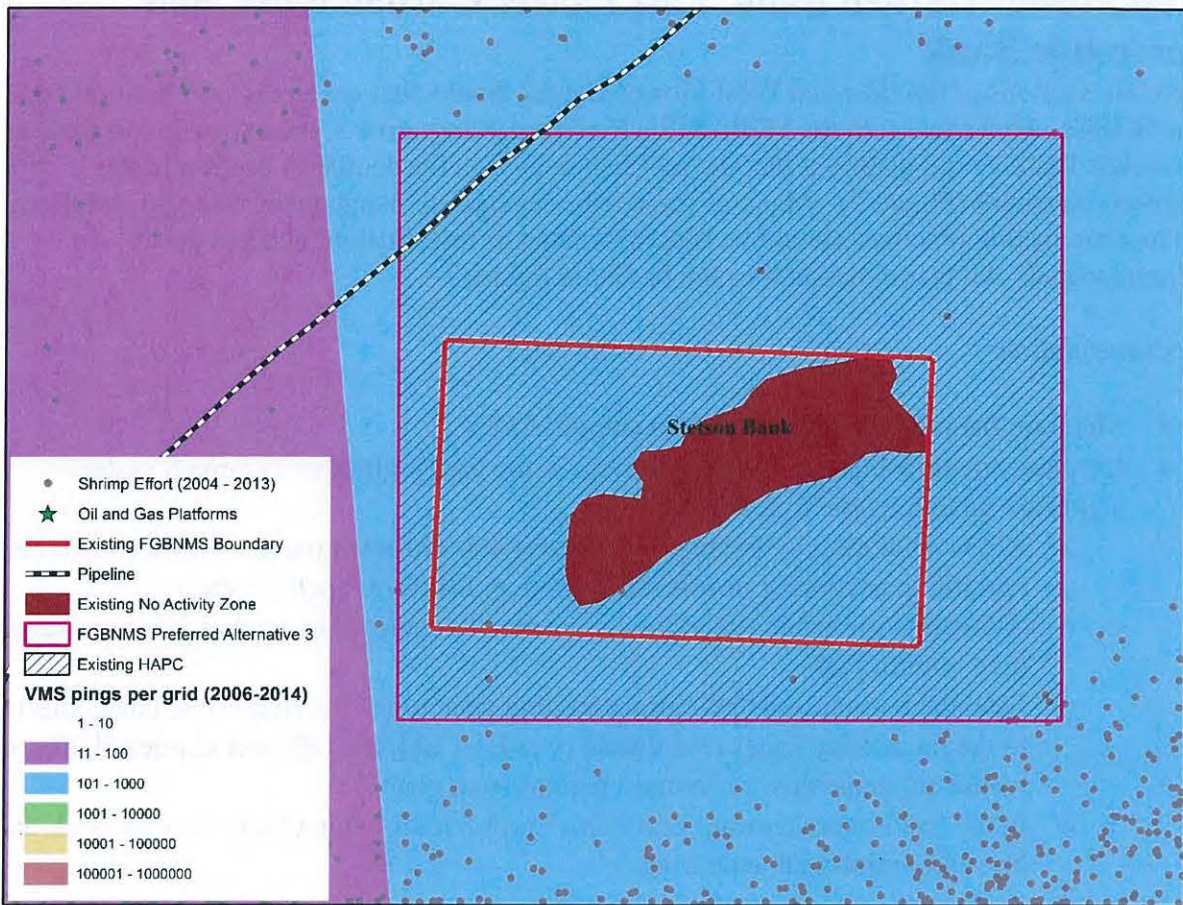 Stetson Bank
Shrimp Effort (2004 - 2013)
Oil and Gas Platforms
Existing FGBNMS Boundary
Pipeline
Existing No Activity Zone
FGBNMS Preferred Alternative 3
Existing HAPC
VMS pings per grid (2006-2014)
1 - 10
11 - 100
101 - 1000
1001 - 10000
10001 - 100000
100001 - 1000000